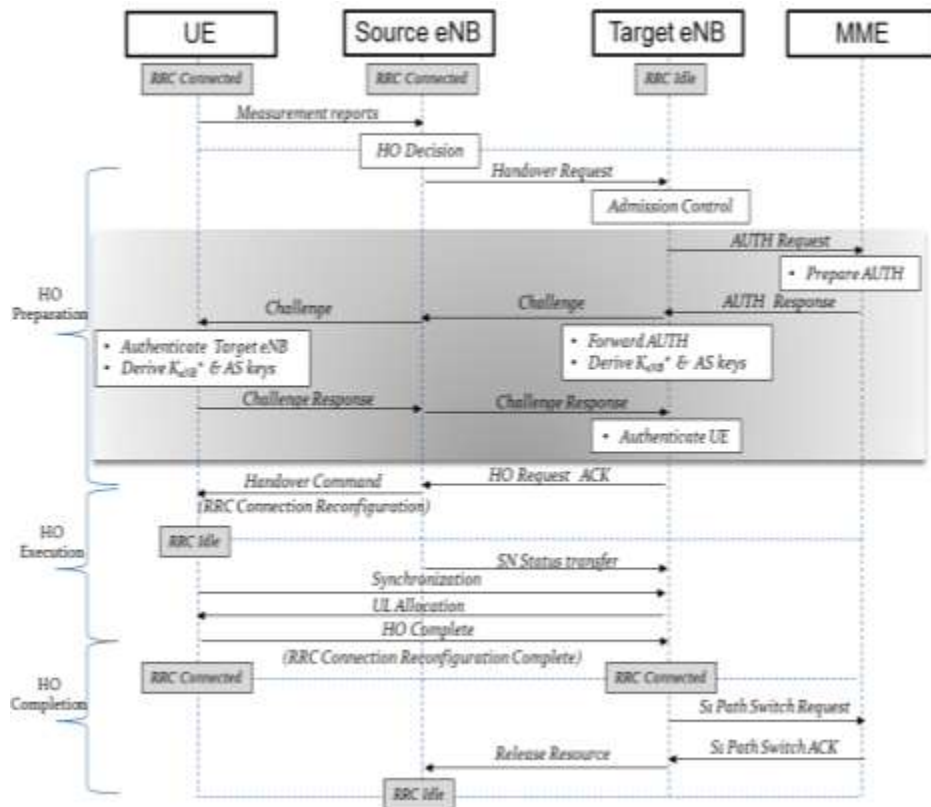 UE
Source eNB
Target eNB
MME
RRC Connected
RRC Connected
RRC Idle
Measurement reports
HO Decision
Handover Request
Admission Control
AUTH Request
• Prepare AUTH
HO
Preparation
Challenge
Challenge
AUTH Response
• Authenticate Target eNB
• Derive KeNB* & AS keys
• Forward AUTH
• Derive KeNB* & AS keys
Challenge Response
Challenge Response
• Authenticate UE
Handover Command
HO Request ACK
(RRC Connection Reconfiguration)
HO
Execution
RRC Idle
SN Status transfer
Synchronization
UL Allocation
HO Complete
(RRC Connection Reconfiguration Complete)
RRC Connected
RRC Connected
HO
Completion
S1 Path Switch Request
S1 Path Switch ACK
Release Resource
RRC Idle